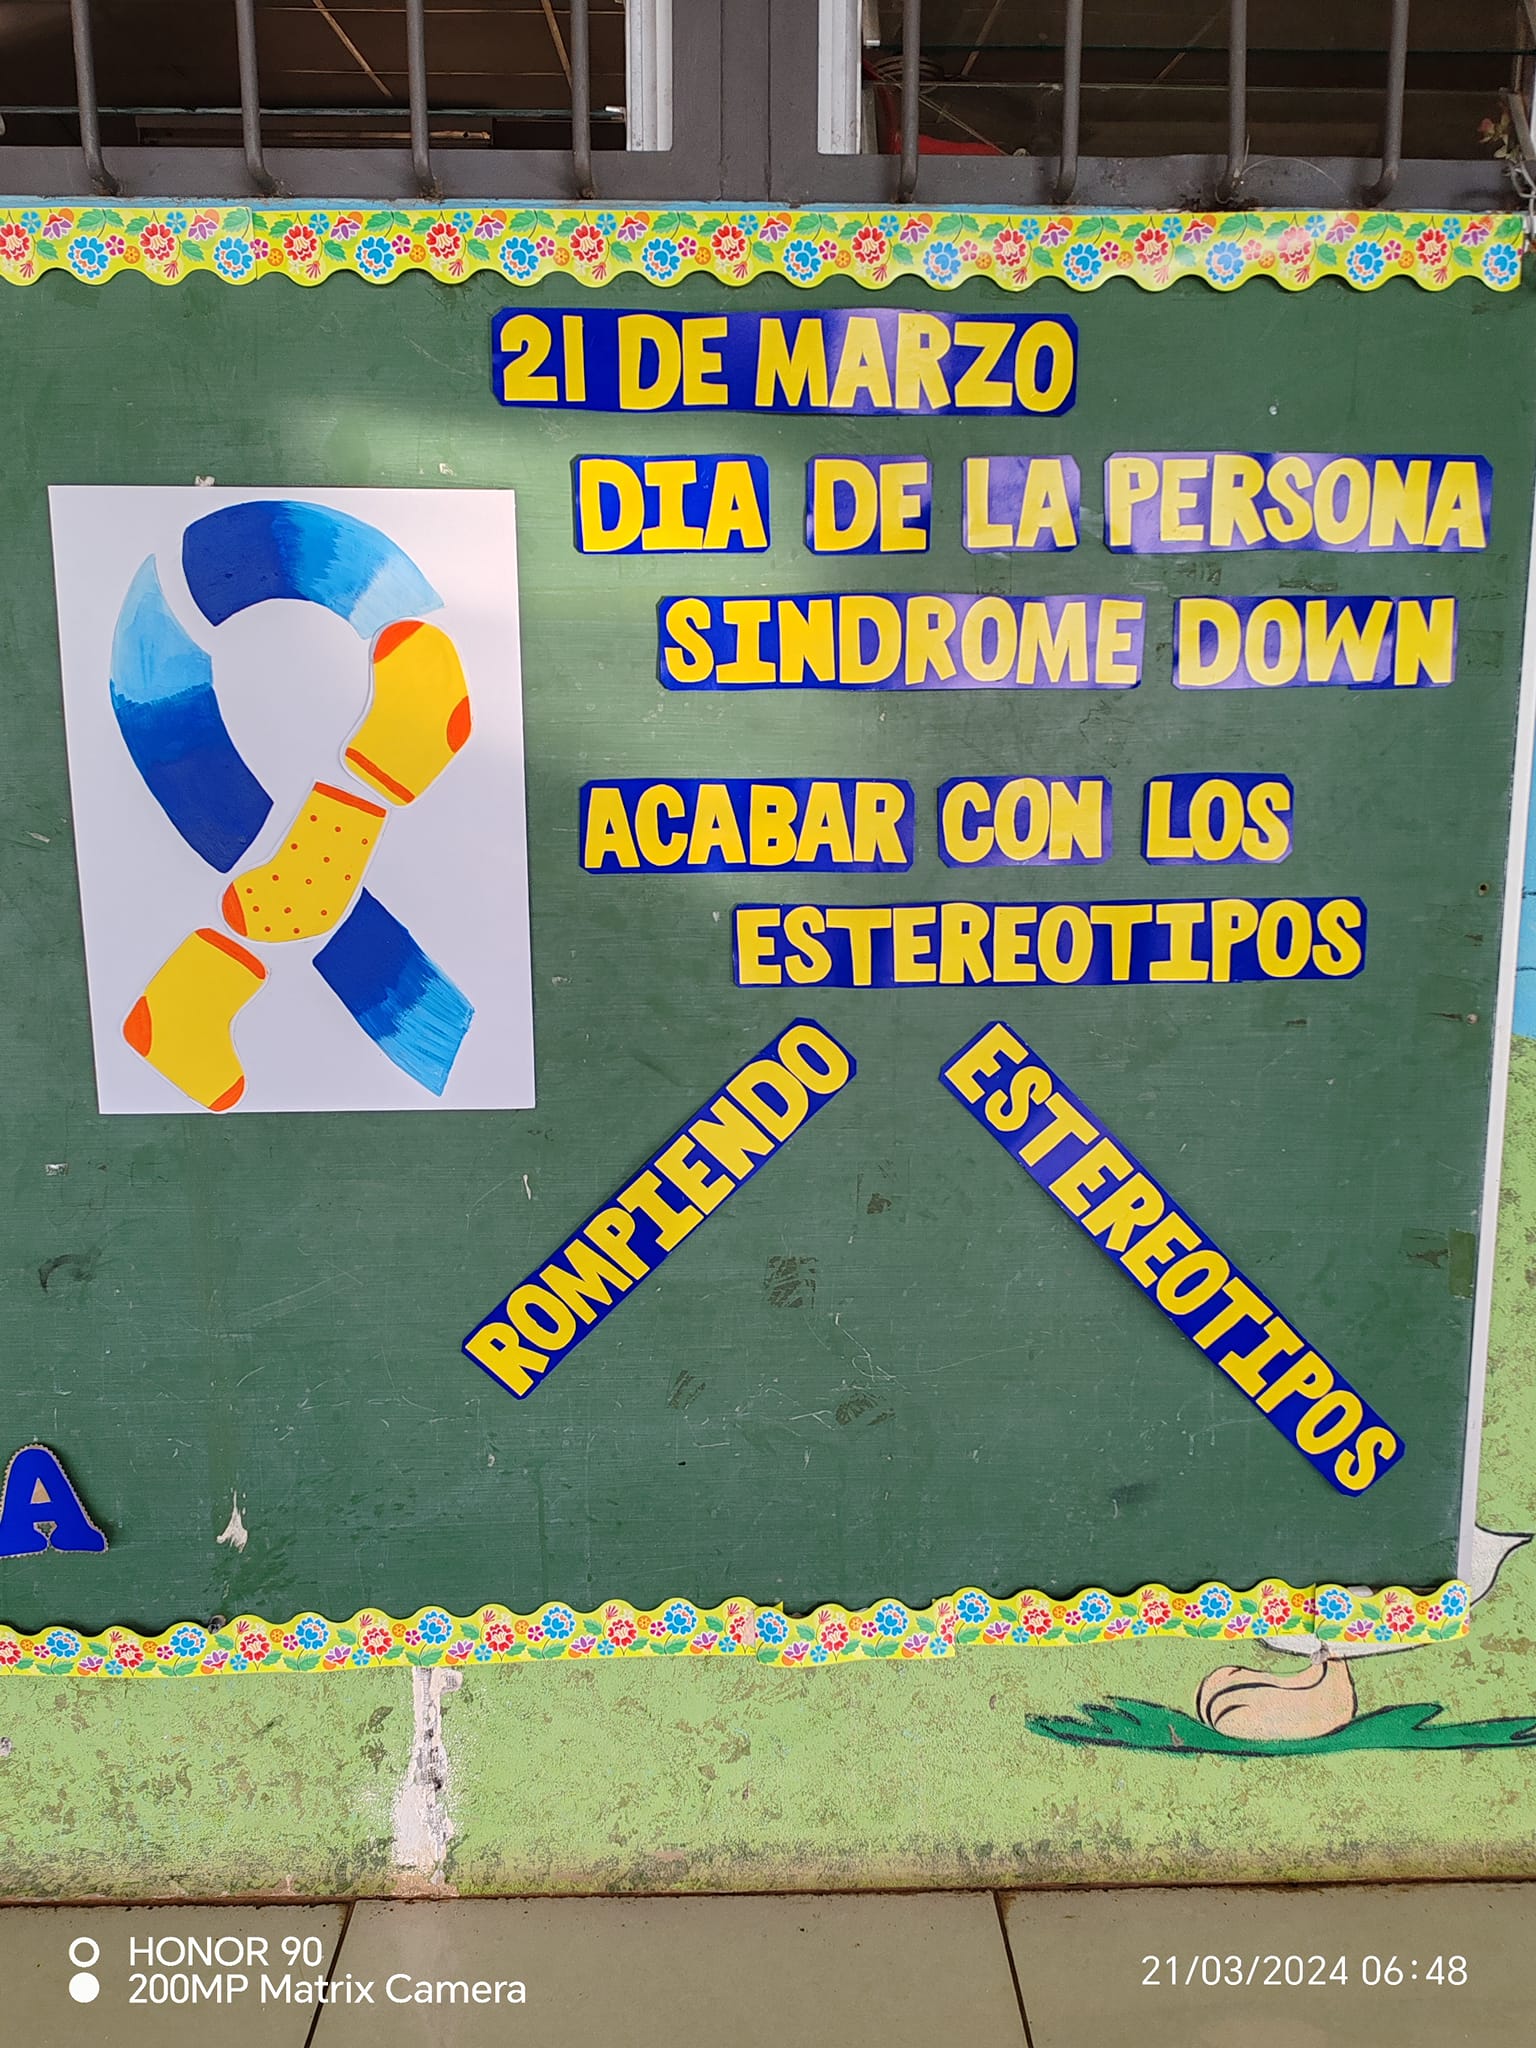 21 DE MARZO
DIA DE LA PERSONA
SINDROME DOWN
ACABAR CON LOS
ESTEREOTIPOS
ROMPIENDO
ESTEREOTIPOS
A
HONOR 90
200MP Matrix Camera
21/03/2024 06:48